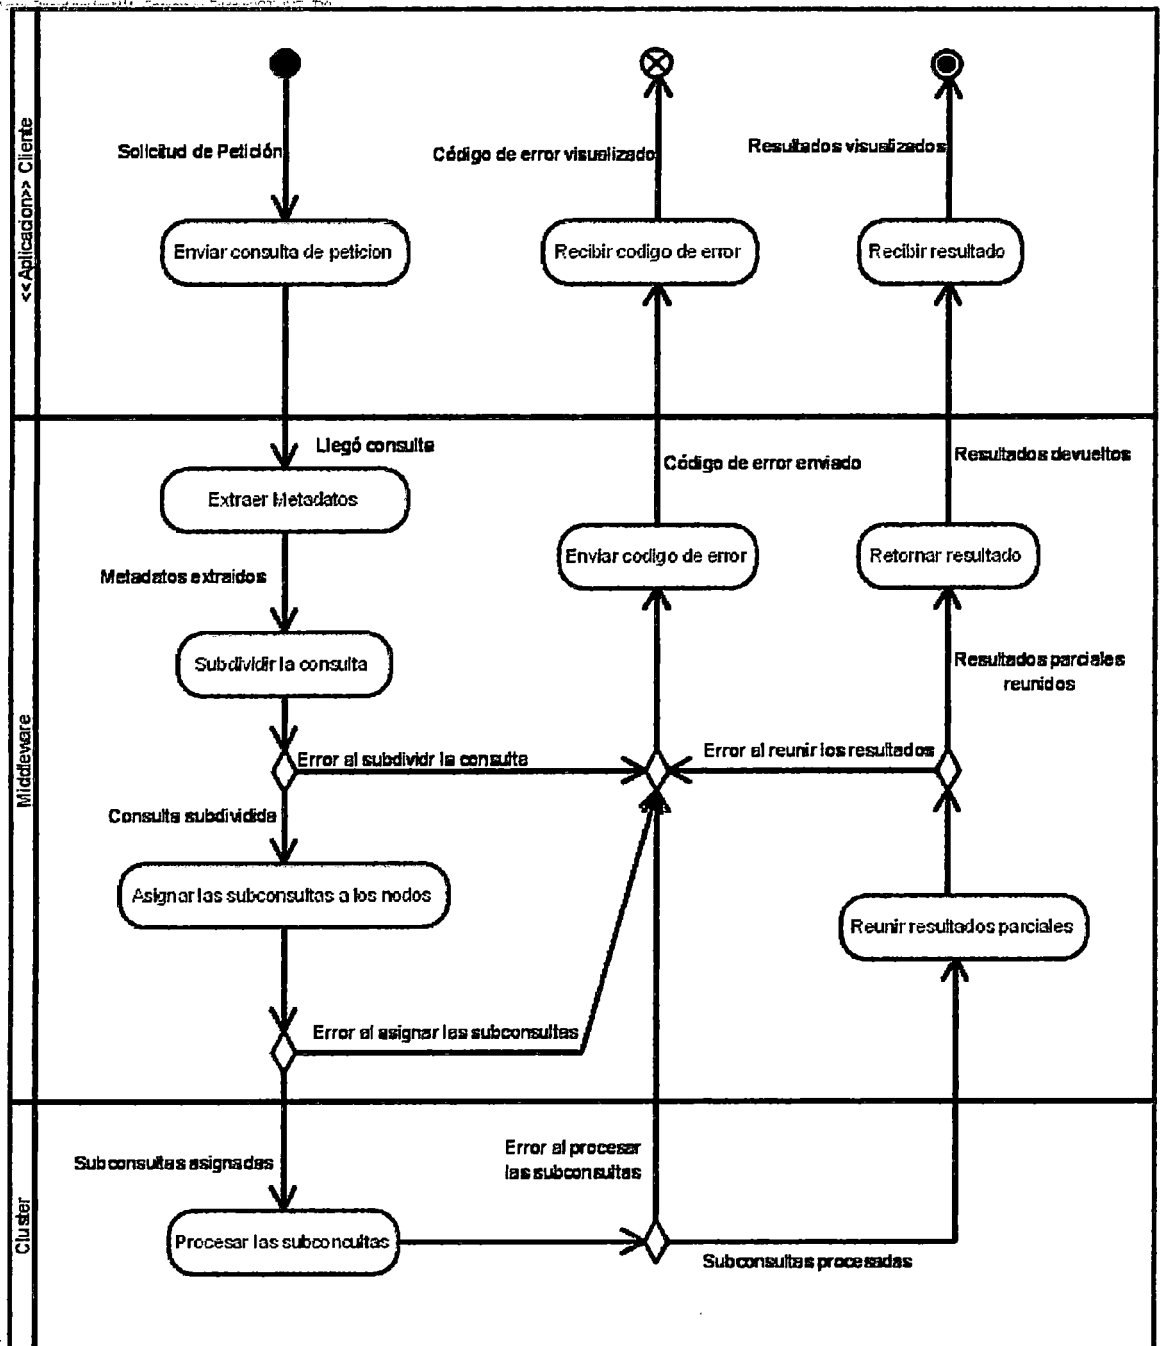 <<Aplicacion>> Cliente
Solicitud de Petición
Código de error visualizado
Resultados visualizados
Enviar consulta de peticion
Recibir codigo de error
Recibir resultado
Middleware
Llegó consulta
Código de error enviado
Resultados devueltos
Extraer Metadatos
Enviar codigo de error
Retornar resultado
Metadatos extraidos
Subdividir la consulta
Resultados parciales
reunidos
Error al subdividr la consulta
Error al reunir los resultados
Consulta subdividida
Asignar las subconsultas a los nodos
Reunir resultados parciales
Error al asignar las subconsultas
Cluster
Subconsultas asignadas
Error al procesar
las subconsultas
Procesar las subconcultas
Subconsultas procesadas